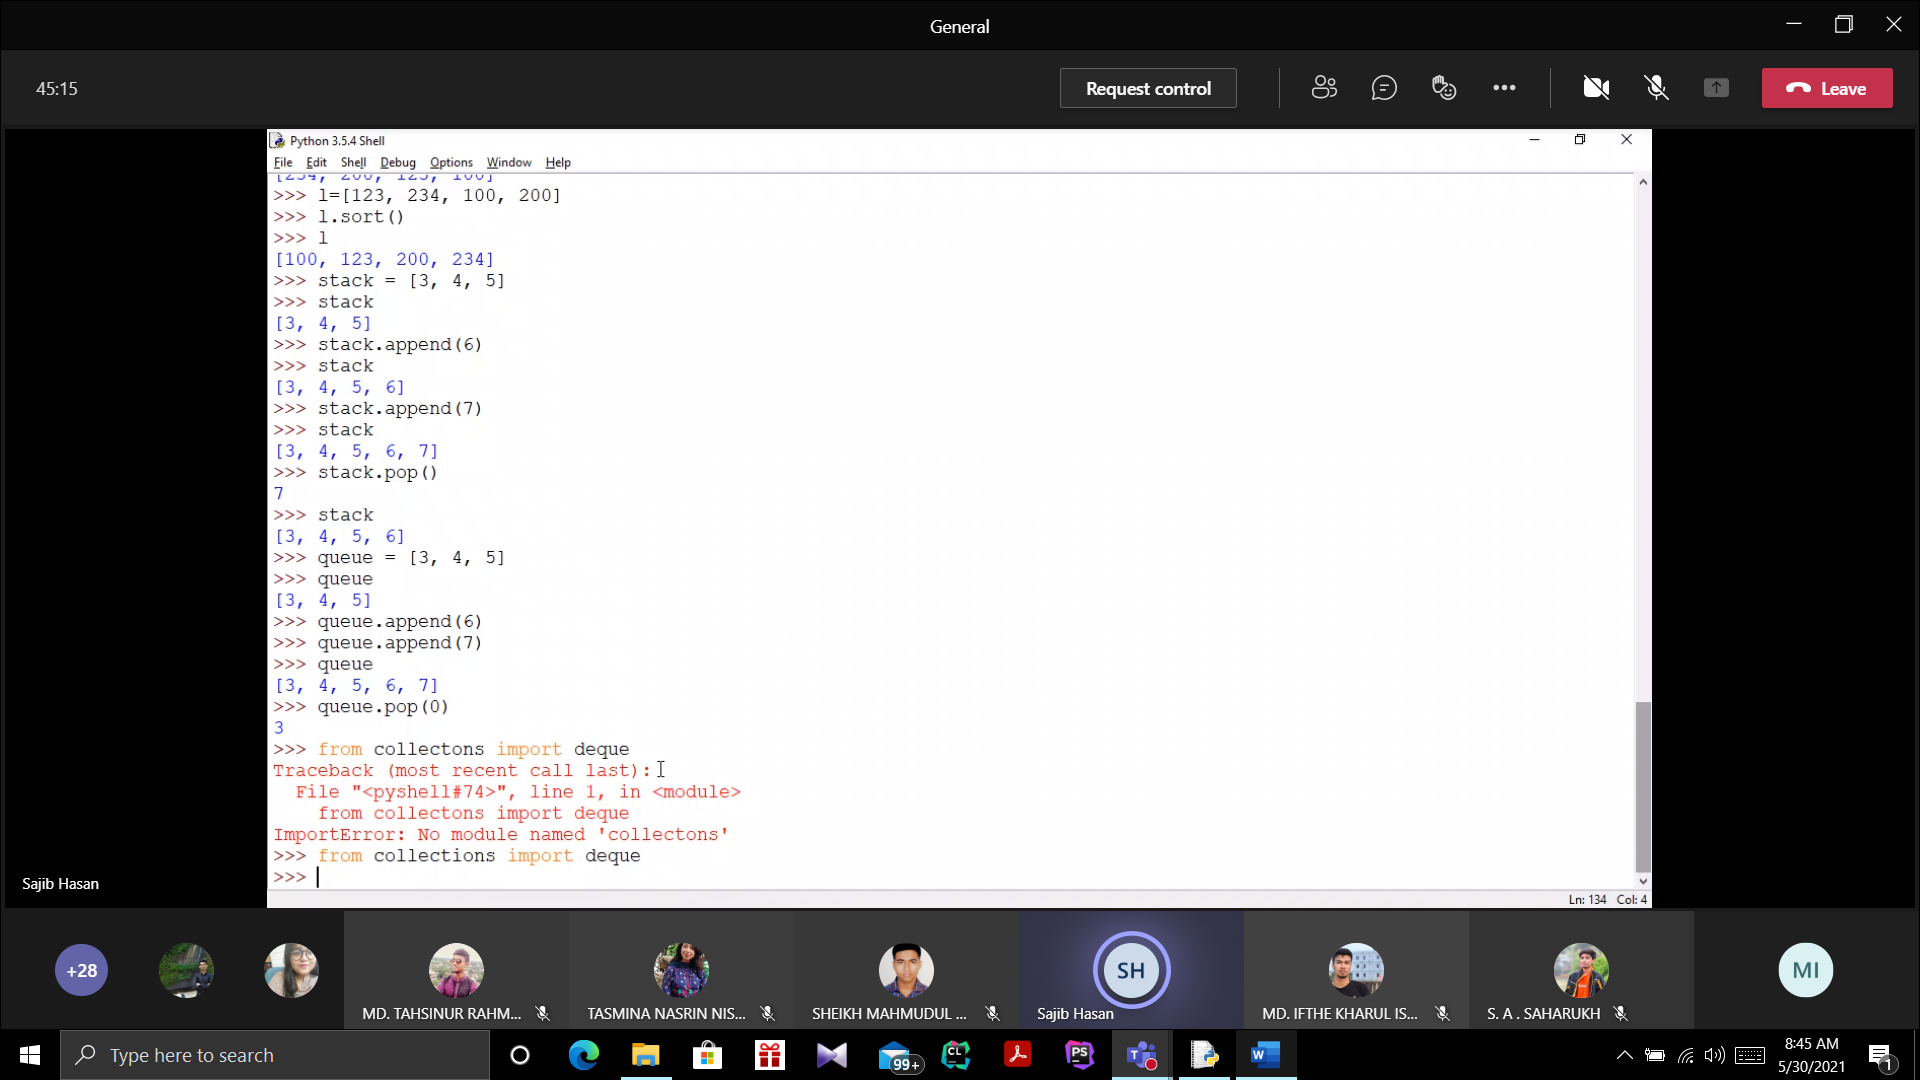 General
45:15
Request control
Leave
Python 3.5.4 Shell
File Edit Shell Debug Options Window Help
[234, 200, 123, 100]
>>> l=[123, 234, 100, 200]
>>> l.sort()
>>> l
[100, 123, 200, 234]
>>> stack = [3, 4, 5]
>>> stack
[3, 4, 5]
>>> stack.append(6)
>>> stack
[3, 4, 5, 6]
>>> stack.append(7)
>>> stack
[3, 4, 5, 6, 7]
>>> stack.pop()
7
>>> stack
[3, 4, 5, 6]
>>> queue = [3, 4, 5]
>>> queue
[3, 4, 5]
>>> queue.append(6)
>>> queue.append(7)
>>> queue
[3, 4, 5, 6, 7]
>>> queue.pop(0)
3
>>> from collectons import deque
Traceback (most recent call last):
File "<pyshell#74>", line 1, in <module>
from collectons import deque
ImportError: No module named 'collectons'
>>> from collections import deque
>>>
Ln: 134 Col: 4
Sajib Hasan
+28
SH
MI
MD. TAHSINUR RAHM...
TASMINA NASRIN NIS...
SHEIKH MAHMUDUL ...
Sajib Hasan
MD. IFTHE KHARUL IS...
S. A . SAHARUKH
Type here to search
99+
CL
PS
T
W
8:45 AM
5/30/2021
1